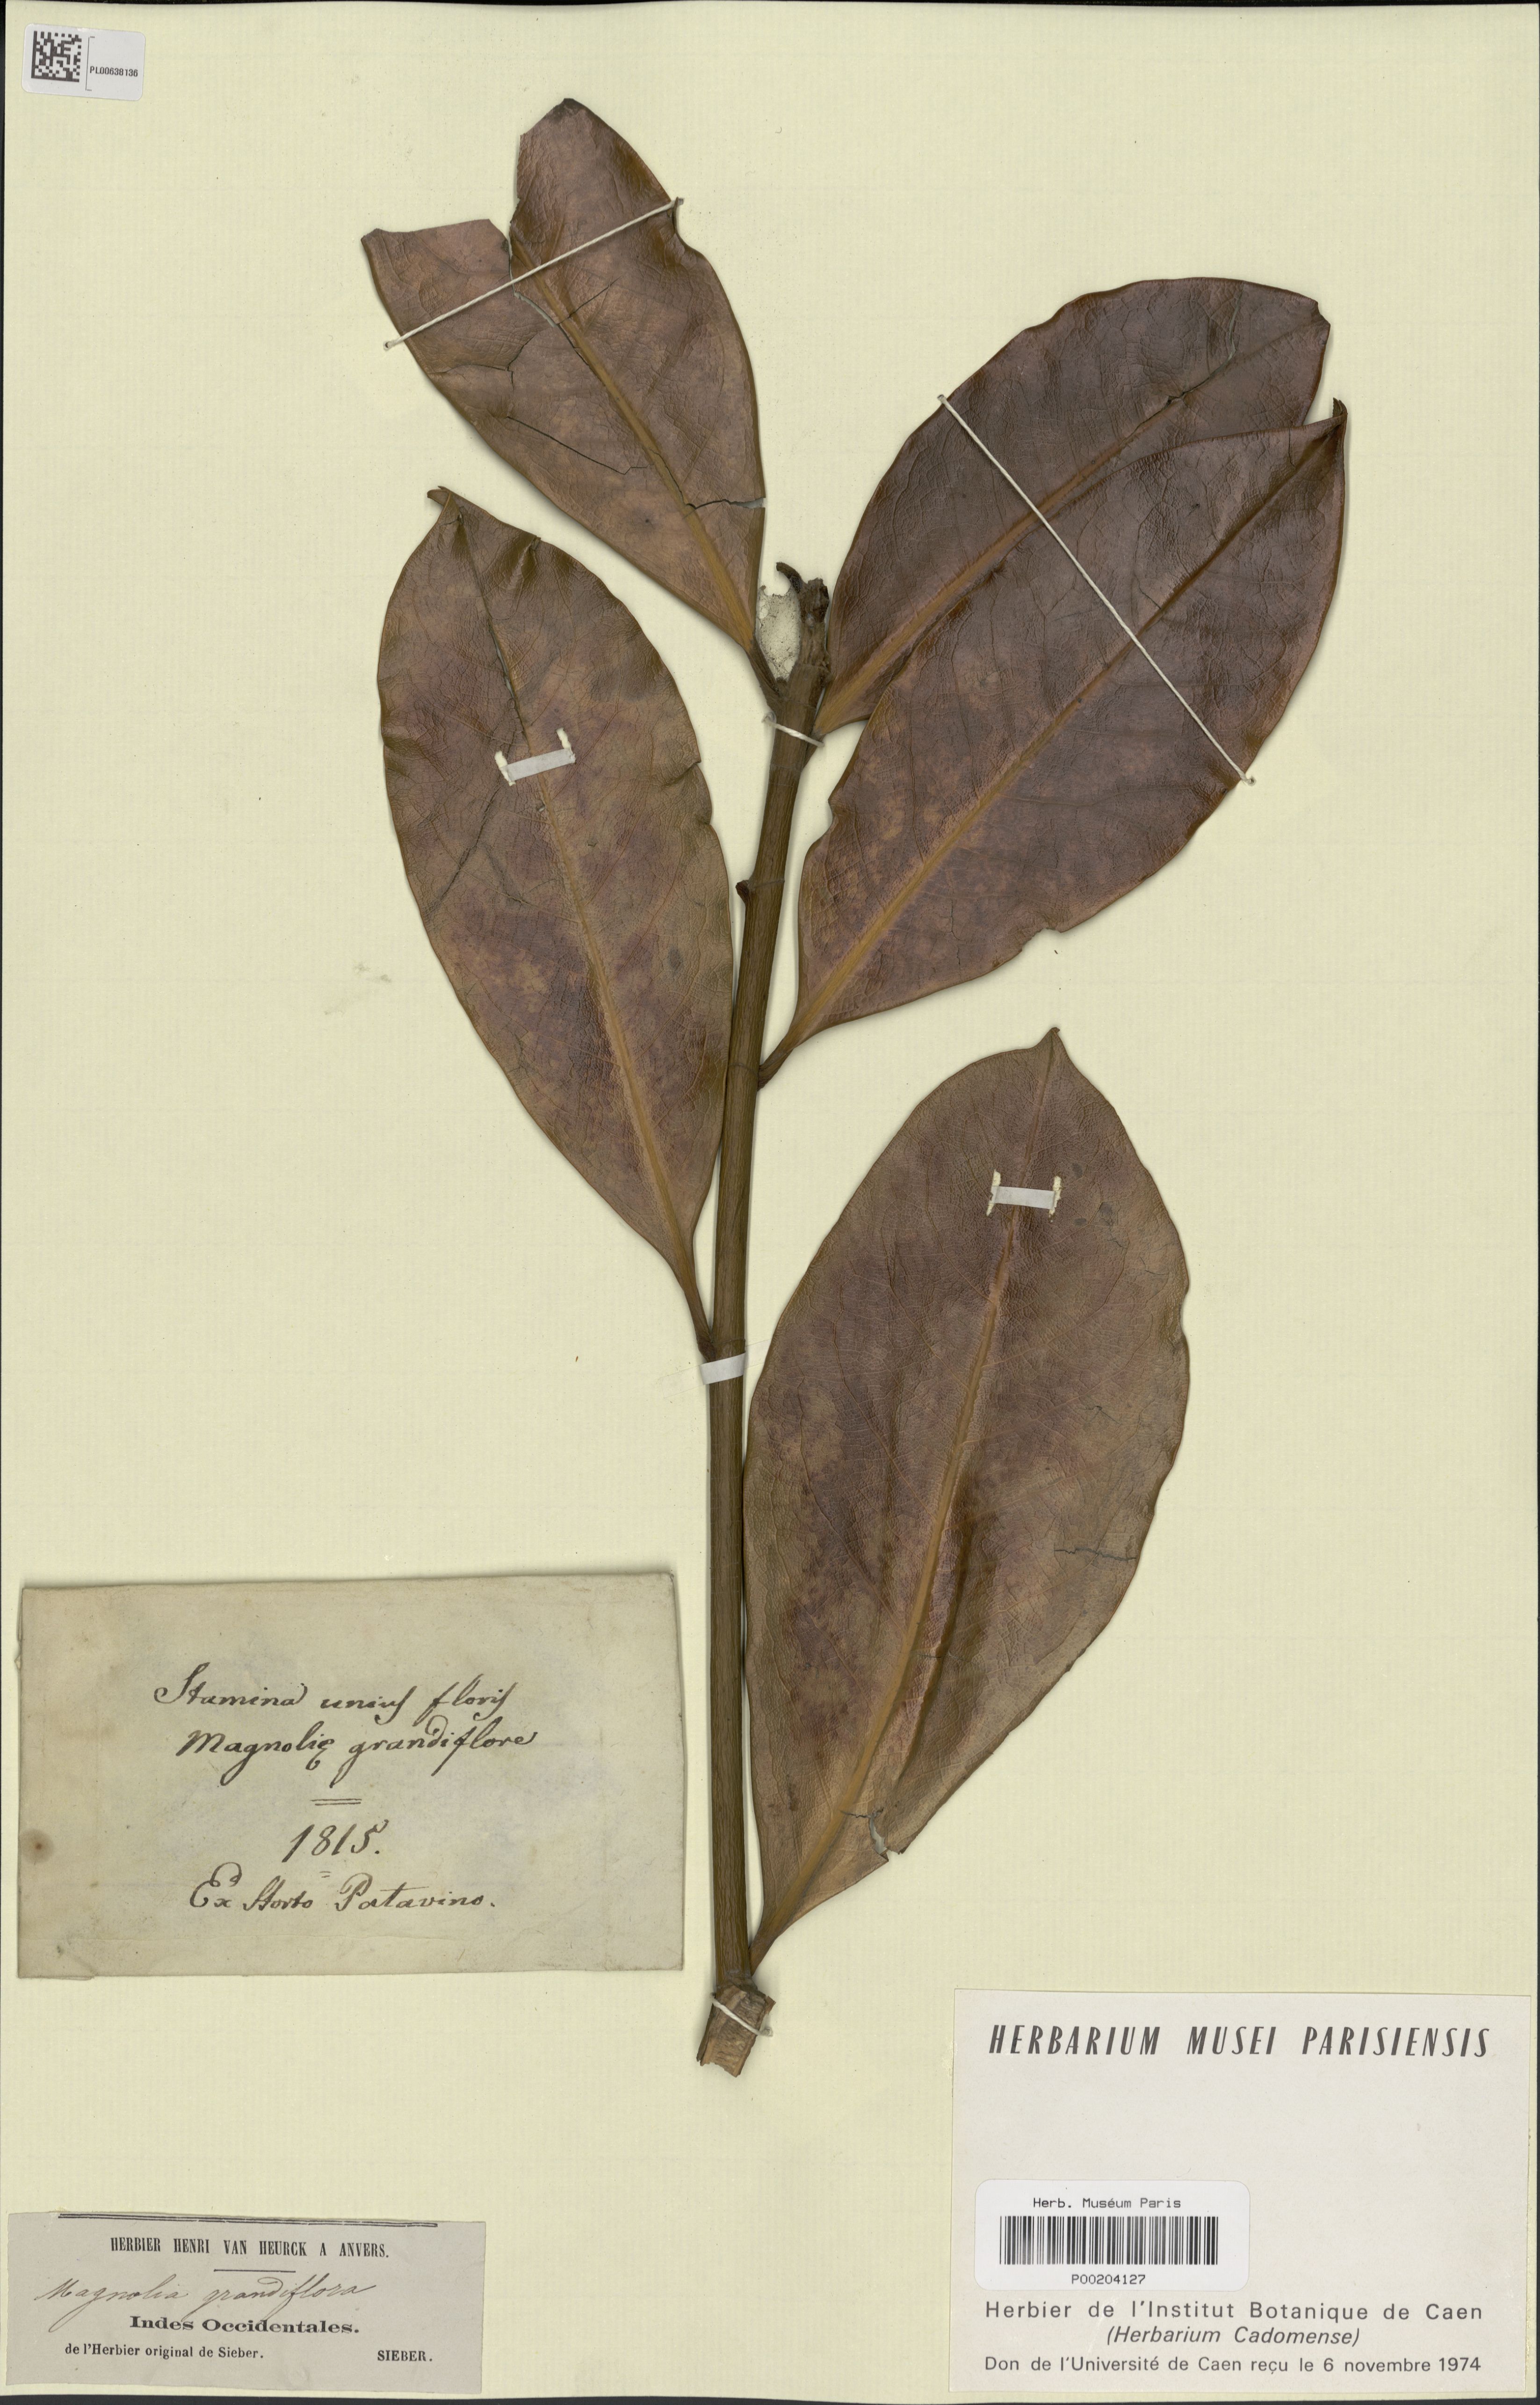 PL00638136
Stamina unius floris
Magnolię grandiflore
1815.
Ex Horto Patavino.
HERBARIUM MUSEI PARISIENSIS
Herb. Muséum Paris
P00204127
Herbier de l'Institut Botanique de Caen
(Herbarium Cadomense)
Don de l'Université de Caen reçu le 6 novembre 1974
HERBIER HENRI VAN HEURCK A ANVERS.
Magnolia grandiflora
Indes Occidentales.
de l'Herbier original de Sieber. SIEBER.